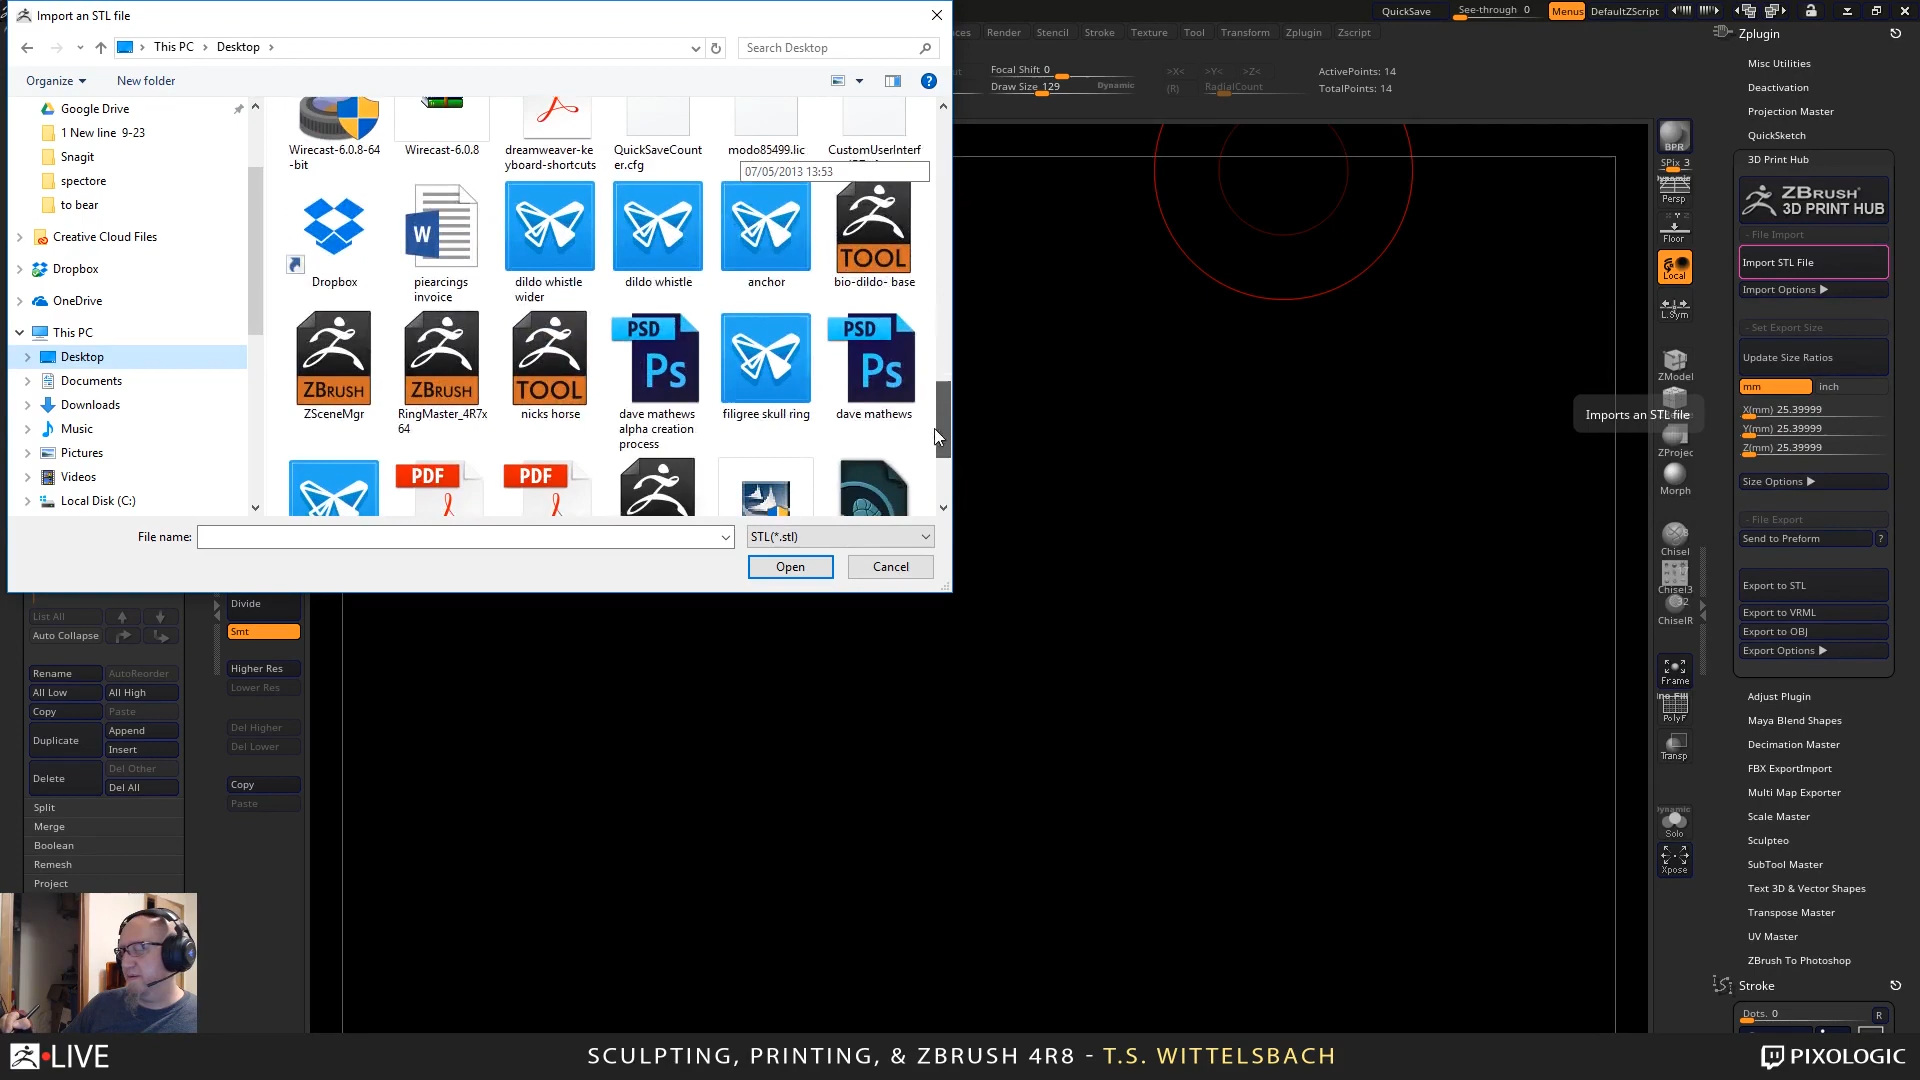 Import an STL file
QuickSave
See-through 0
Menus
DefaultZScript
This PC
Desktop
Search Desktop
Organize
New folder
Render
Stencil
Stroke
Texture
Tool
Transform
Zplugin
Zscript
Zplugin
Google Drive
1 New line 9-23
Snagit
spectore
to bear
Creative Cloud Files
Dropbox
OneDrive
This PC
Desktop
Documents
Downloads
Music
Pictures
Videos
Local Disk (C:)
Wirecast-6.0.8-64
-bit
Wirecast-6.0.8
dreamweaver-ke
yboard-shortcuts
QuickSaveCount
er.cfg
modo85499.lic
CustomUserInterf
07/05/2013 13:53
Dropbox
piearcings
invoice
dildo whistle
wider
dildo whistle
anchor
TOOL
bio-dildo- base
ZBRUSH
ZSceneMgr
ZBRUSH
RingMaster_4R7x
64
TOOL
nicks horse
PSD
Ps
dave mathews
alpha creation
process
filigree skull ring
PSD
Ps
dave mathews
PDF
PDF
File name:
STL(*.stl)
Open
Cancel
Focal Shift 0
Draw Size 129
Dynamic
>X<
>Y<
>Z<
(R)
RadialCount
ActivePoints: 14
TotalPoints: 14
BPR
SPix 3
Dynamic
Persp
Floor
Local
L.Sym
ZModel
Imports an STL file
ZProjec
Morph
Chisel
Chisel3
32
ChiselR
Frame
PolyF
Transp
Dynamic
Solo
Xpose
Misc Utilities
Deactivation
Projection Master
QuickSketch
3D Print Hub
ZBRUSH
3D PRINT HUB
- File Import
Import STL File
Import Options
- Set Export Size
Update Size Ratios
mm
inch
X(mm) 25.39999
Y(mm) 25.39999
Z(mm) 25.39999
Size Options
- File Export
Send to Preform
?
Export to STL
Export to VRML
Export to OBJ
Export Options
Adjust Plugin
Maya Blend Shapes
Decimation Master
FBX ExportImport
Multi Map Exporter
Scale Master
Sculpteo
SubTool Master
Text 3D & Vector Shapes
Transpose Master
UV Master
ZBrush To Photoshop
Stroke
Dots. 0
R
List All
Auto Collapse
Rename
AutoReorder
All Low
All High
Copy
Paste
Duplicate
Append
Insert
Delete
Del Other
Del All
Split
Merge
Boolean
Remesh
Project
Divide
Smt
Higher Res
Lower Res
Del Higher
Del Lower
Copy
Paste
LIVE
SCULPTING, PRINTING, & ZBRUSH 4R8 - T.S. WITTELSBACH
PIXOLOGIC